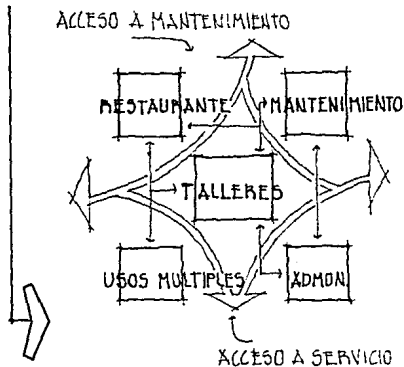 ACCESO A MANTENIMIENTO
RESTAURANTE
MANTENIMIENTO
TALLERES
USOS MULTIPLES
ADMON.
ACCESO A SERVICIO